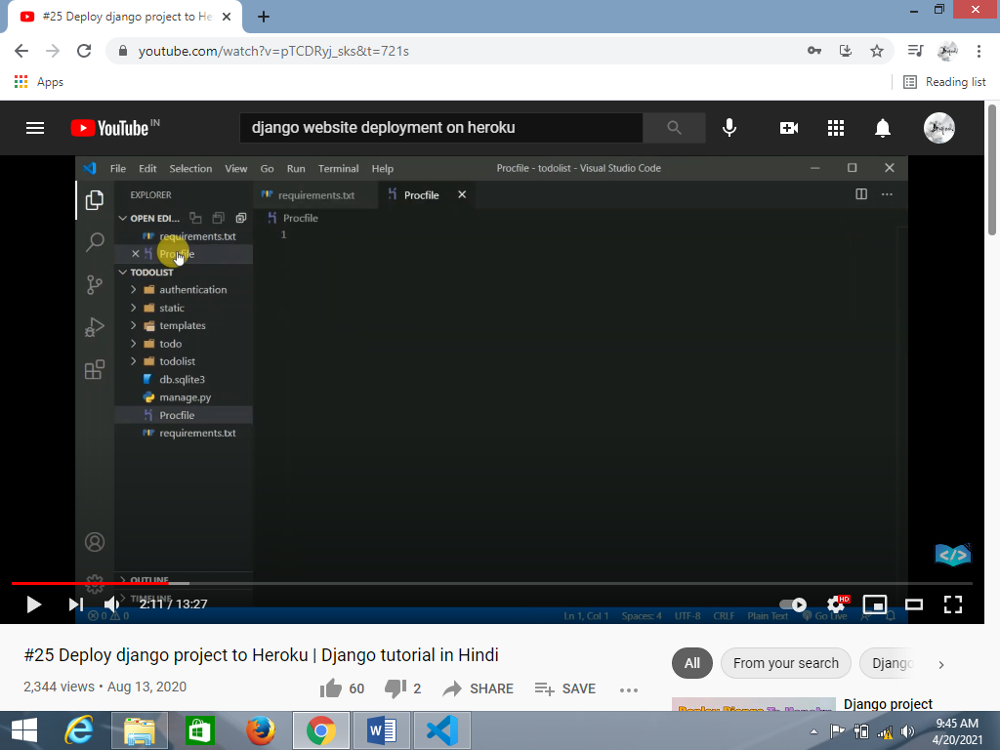 #25 Deploy django project to He
youtube.com/watch?v=pTCDRyj_sks&t=721s
Apps
Reading list
YouTube IN
django website deployment on heroku
File Edit Selection View Go Run Terminal Help
Procfile - todolist - Visual Studio Code
EXPLORER
requirements.txt
Procfile
OPEN EDI...
Procfile
requirements.txt
1
Procfile
TODOLIST
authentication
static
templates
todo
todolist
db.sqlite3
manage.py
Procfile
requirements.txt
OUTLINE
TIMELINE
2:11 / 13:27
HD
0 0
Ln 1, Col 1 Spaces: 4 UTF-8 CRLF Plain Text Go Live
#25 Deploy django project to Heroku | Django tutorial in Hindi
2,344 views • Aug 13, 2020
60
2
SHARE
SAVE
All
From your search
Django
Deploy Django To Heroku
Django project
9:45 AM
4/20/2021